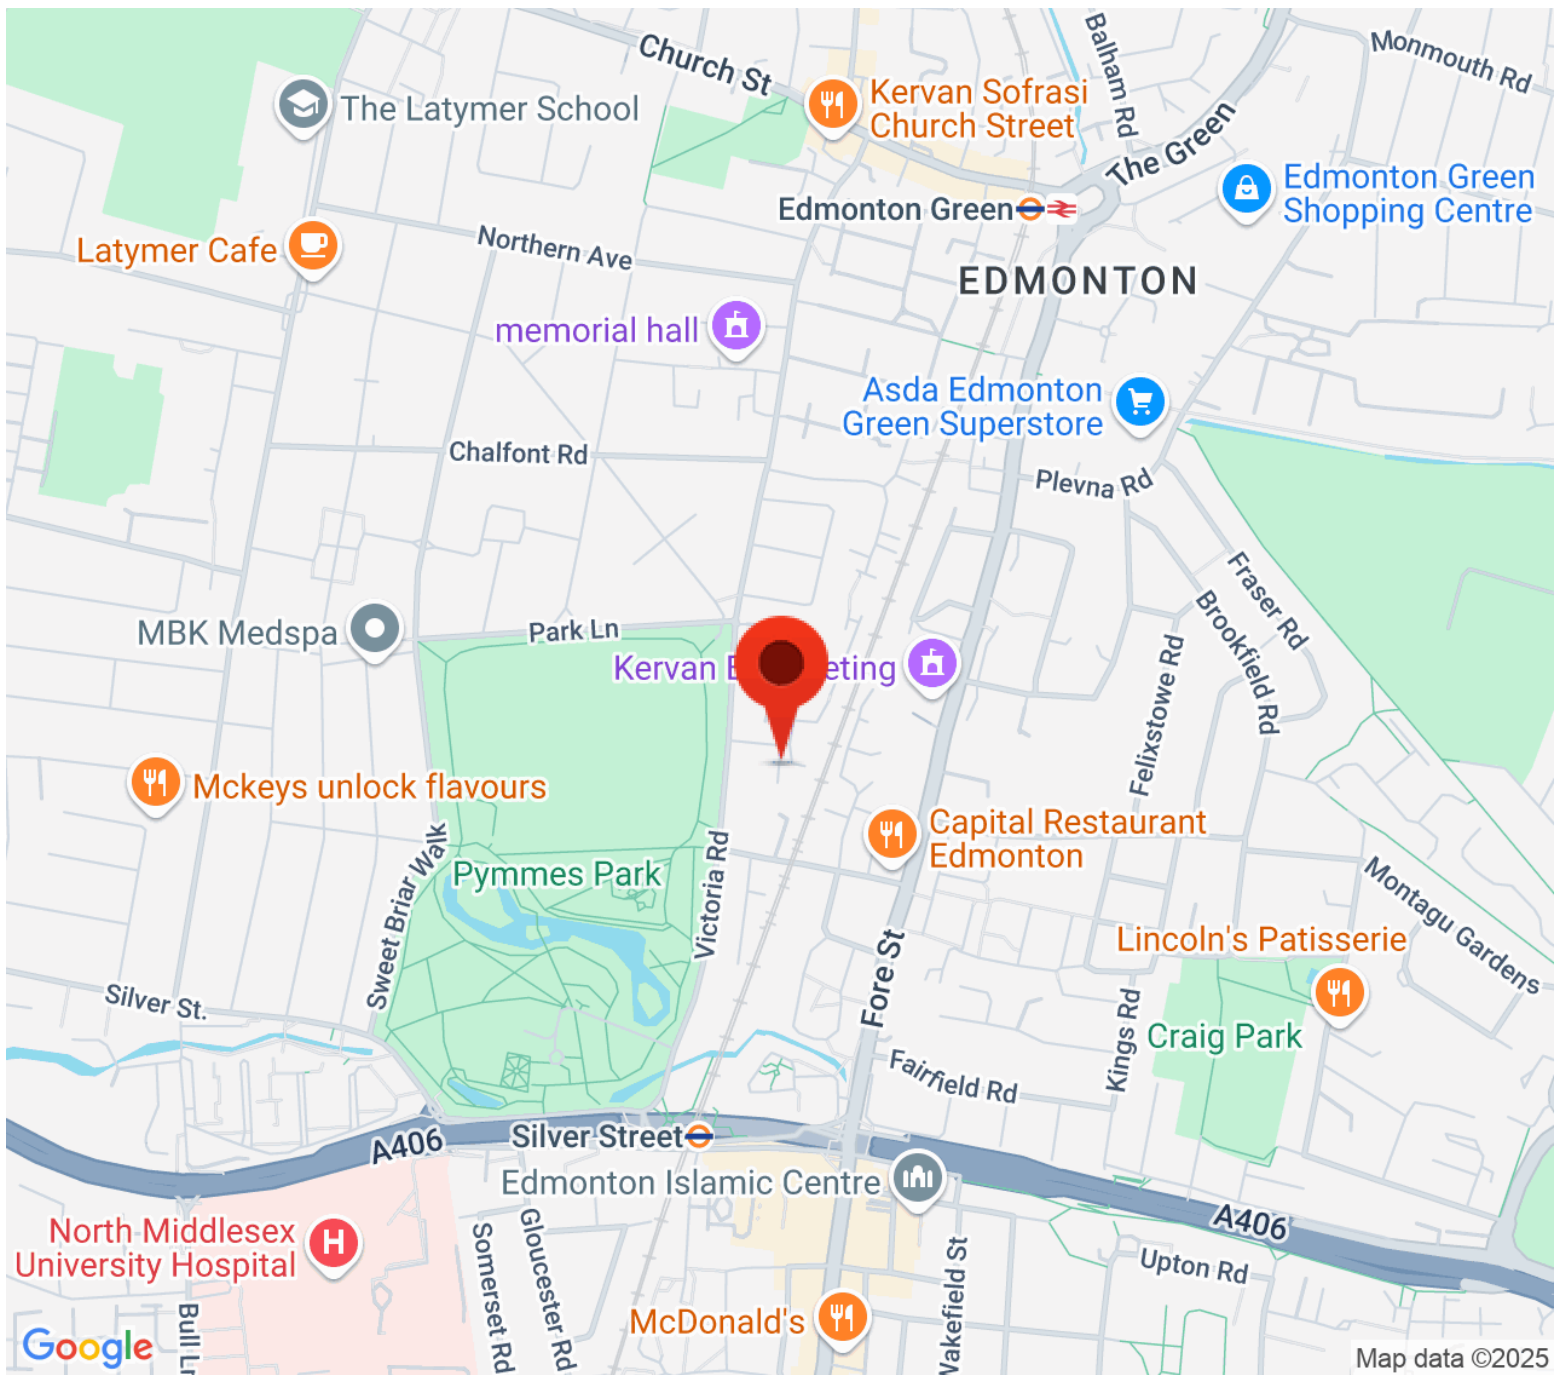 Church St
Balham Rd
Monmouth Rd
The Latymer School
Kervan Sofrasi
Church Street
The Green
Edmonton Green
Shopping Centre
Edmonton Green
Latymer Cafe
Northern Ave
EDMONTON
memorial hall
Asda Edmonton
Green Superstore
Chalfont Rd
Plevna Rd
Fraser Rd
Brookfield Rd
MBK Medspa
Park Ln
Kervan
Felixstowe Rd
Mckeys unlock flavours
Capital Restaurant
Edmonton
Sweet Briar Walk
Pymmes Park
Victoria Rd
Montagu Gardens
Lincoln's Patisserie
Silver St.
Fore St
Kings Rd
Craig Park
Fairfield Rd
A406
Silver Street
Edmonton Islamic Centre
A406
North Middlesex
University Hospital
H
Somerset Rd
Gloucester Rd
Wakefield St
Upton Rd
Bull Ln
McDonald's
Google
Map data ©2025